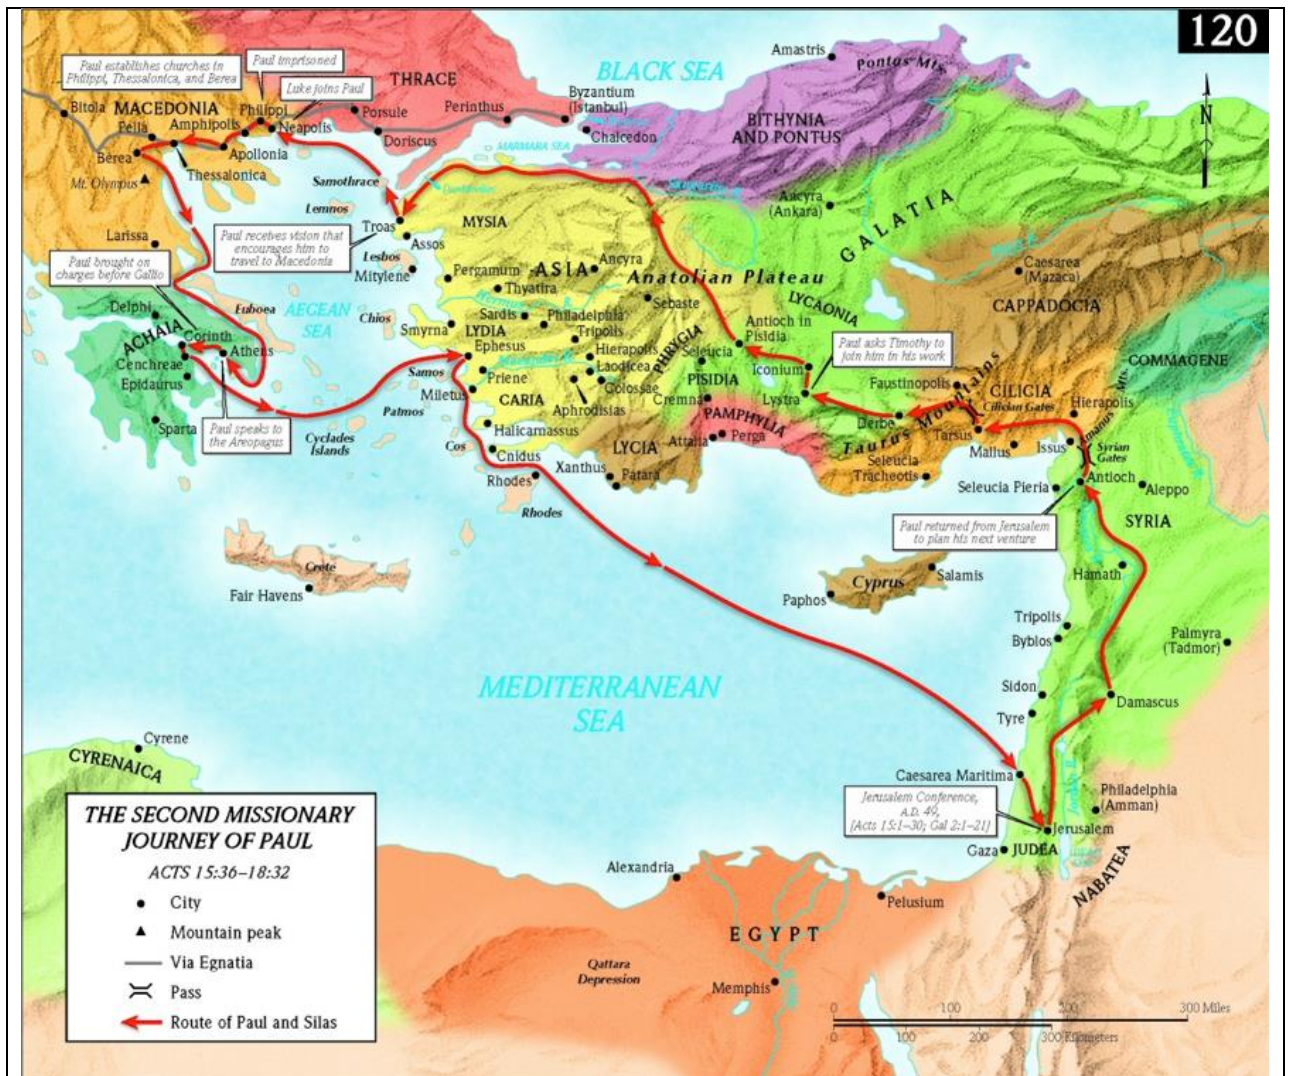 120
BLACK SEA
Amastris
Pontus Mts.
Paul establishes churches in
Philippi, Thessalonica, and Berea
Paul imprisoned
Luke joins Paul
THRACE
Bitola
MACEDONIA
Philippi
Porsule
Perinthus
Byzantium
(Istanbul)
Chalcedon
BITHYNIA
AND PONTUS
N
Pella
Amphipolis
Neapolis
Doriscus
MARMARA SEA
Berea
Apollonia
Thessalonica
Mt. Olympus
Samothrace
Lemnos
Ancyra
(Ankara)
GALATIA
Troas
MYSIA
Assos
Paul receives vision that
encourages him to
travel to Macedonia
Larissa
Lesbos
Mitylene
Paul brought on
charges before Gallio
Pergamum
ASIA
Ancyra
Anatolian Plateau
Caesarea
(Mazaca)
Thyatira
CAPPADOCIA
Hermus R.
Sebaste
LYCAONIA
Delphi
Euboea
AEGEAN
SEA
Chios
Sardis
Philadelphia
Smyrna
LYDIA
Tripolis
PHRYGIA
Antioch in
Pisidia
ACHAIA
Corinth
Athens
Ephesus
Hierapolis
Seleucia
Paul asks Timothy to
join him in his work
COMMAGENE
Cenchreae
Epidaurus
Samos
Laodicea
Iconium
Priene
Colossae
PISIDIA
Faustinopolis
CILICIA
Cilician Gates
Hierapolis
Miletus
CARIA
Aphrodisias
Cremna
Lystra
Taurus Mountains
Amanus Mts.
Palmos
PAMPHYLIA
Derbe
Tarsus
Sparta
Paul speaks to
the Areopagus
Cyclades
Islands
Halicarnassus
Attalia
Perga
Mallus
Issus
Syrian
Gates
Cos
LYCIA
Cnidus
Xanthus
Patara
Seleucia
Tracheotis
Rhodes
Seleucia Pieria
Antioch
Aleppo
Rhodes
SYRIA
Paul returned from Jerusalem
to plan his next venture
Crete
Fair Havens
Cyprus
Salamis
Paphos
Hamath
Tripolis
Byblos
Palmyra
(Tadmor)
MEDITERRANEAN
SEA
Sidon
Damascus
Tyre
Cyrene
CYRENAICA
Caesarea Maritima
Jerusalem Conference,
A.D. 49,
(Acts 15:1–30; Gal 2:1–21)
Jordan R.
Philadelphia
(Amman)
Jerusalem
Gaza
JUDEA
NABATEA
Alexandria
Pelusium
EGYPT
Qattara
Depression
Memphis
THE SECOND MISSIONARY
JOURNEY OF PAUL
ACTS 15:36–18:32
City
Mountain peak
Via Egnatia
Pass
Route of Paul and Silas
0 100 200 300 Miles
0 100 200 300 Kilometers